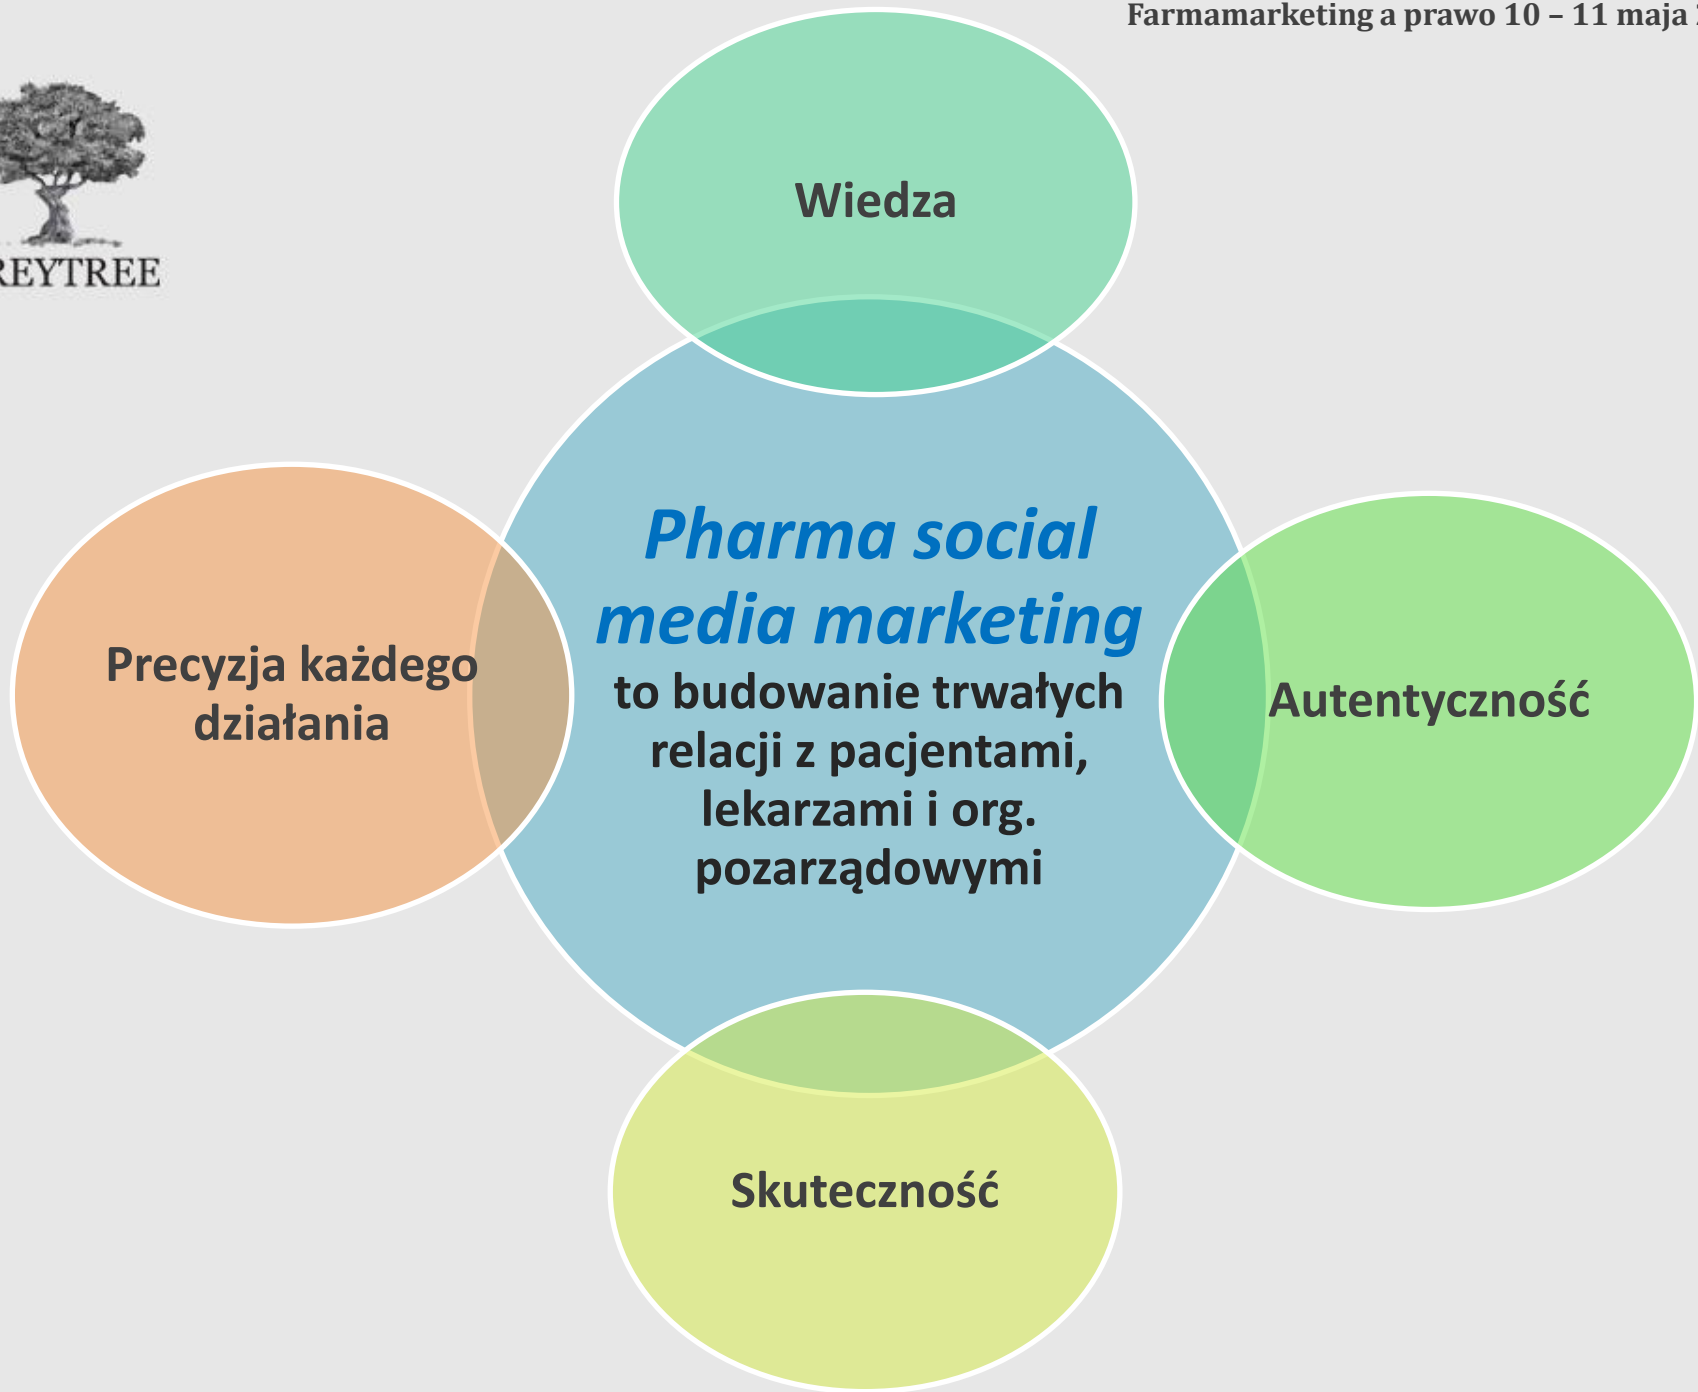 Farmamarketing a prawo 10 – 11 maja
REYTREE
Wiedza
Pharma social
media marketing
to budowanie trwałych
relacji z pacjentami,
lekarzami i org.
pozarządowymi
Precyzja każdego
działania
Autentyczność
Skuteczność